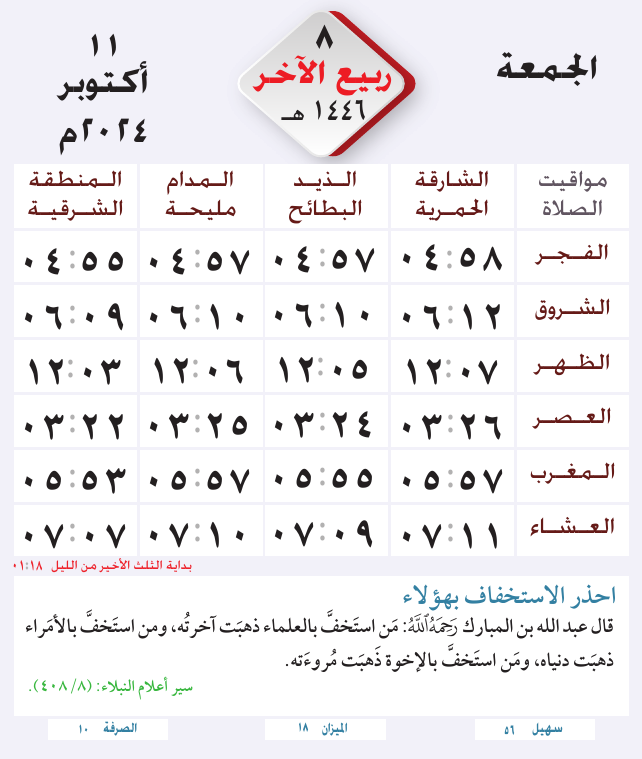 الجمعة
٨
ربيع الآخر
١٤٤٦ هـ
١١
أكتوبر
٢٠٢٤م
مواقيت الصلاة | الشارقة الحمرية | الذيد البطائح | المدام مليحة | المنطقة الشرقية
الفجر ٠٤:٥٨ ٠٤:٥٧ ٠٤:٥٧ ٠٤:٥٥
الشروق ٠٦:١٢ ٠٦:١٠ ٠٦:١٠ ٠٦:٠٩
الظهر ١٢:٠٧ ١٢:٠٥ ١٢:٠٦ ١٢:٠٣
العصر ٠٣:٢٦ ٠٣:٢٤ ٠٣:٢٥ ٠٣:٢٢
المغرب ٠٥:٥٧ ٠٥:٥٥ ٠٥:٥٧ ٠٥:٥٣
العشاء ٠٧:١١ ٠٧:٠٩ ٠٧:١٠ ٠٧:٠٧
بداية الثلث الأخير من الليل ٠١:١٨
احذر الاستخفاف بهؤلاء
قال عبد الله بن المبارك رَحِمَهُ ٱللَّهُ: مَن استَخفَّ بالعلماء ذهبَت آخرتُه، ومن استَخفَّ بالأمَراء
ذهبَت دنياه، ومَن استَخفَّ بالإخوة ذَهبَت مُروءَته.
سير أعلام النبلاء: (٤٠٨/٨).
سهيل ٥٦ الميزان ١٨ الصرفة ١٠